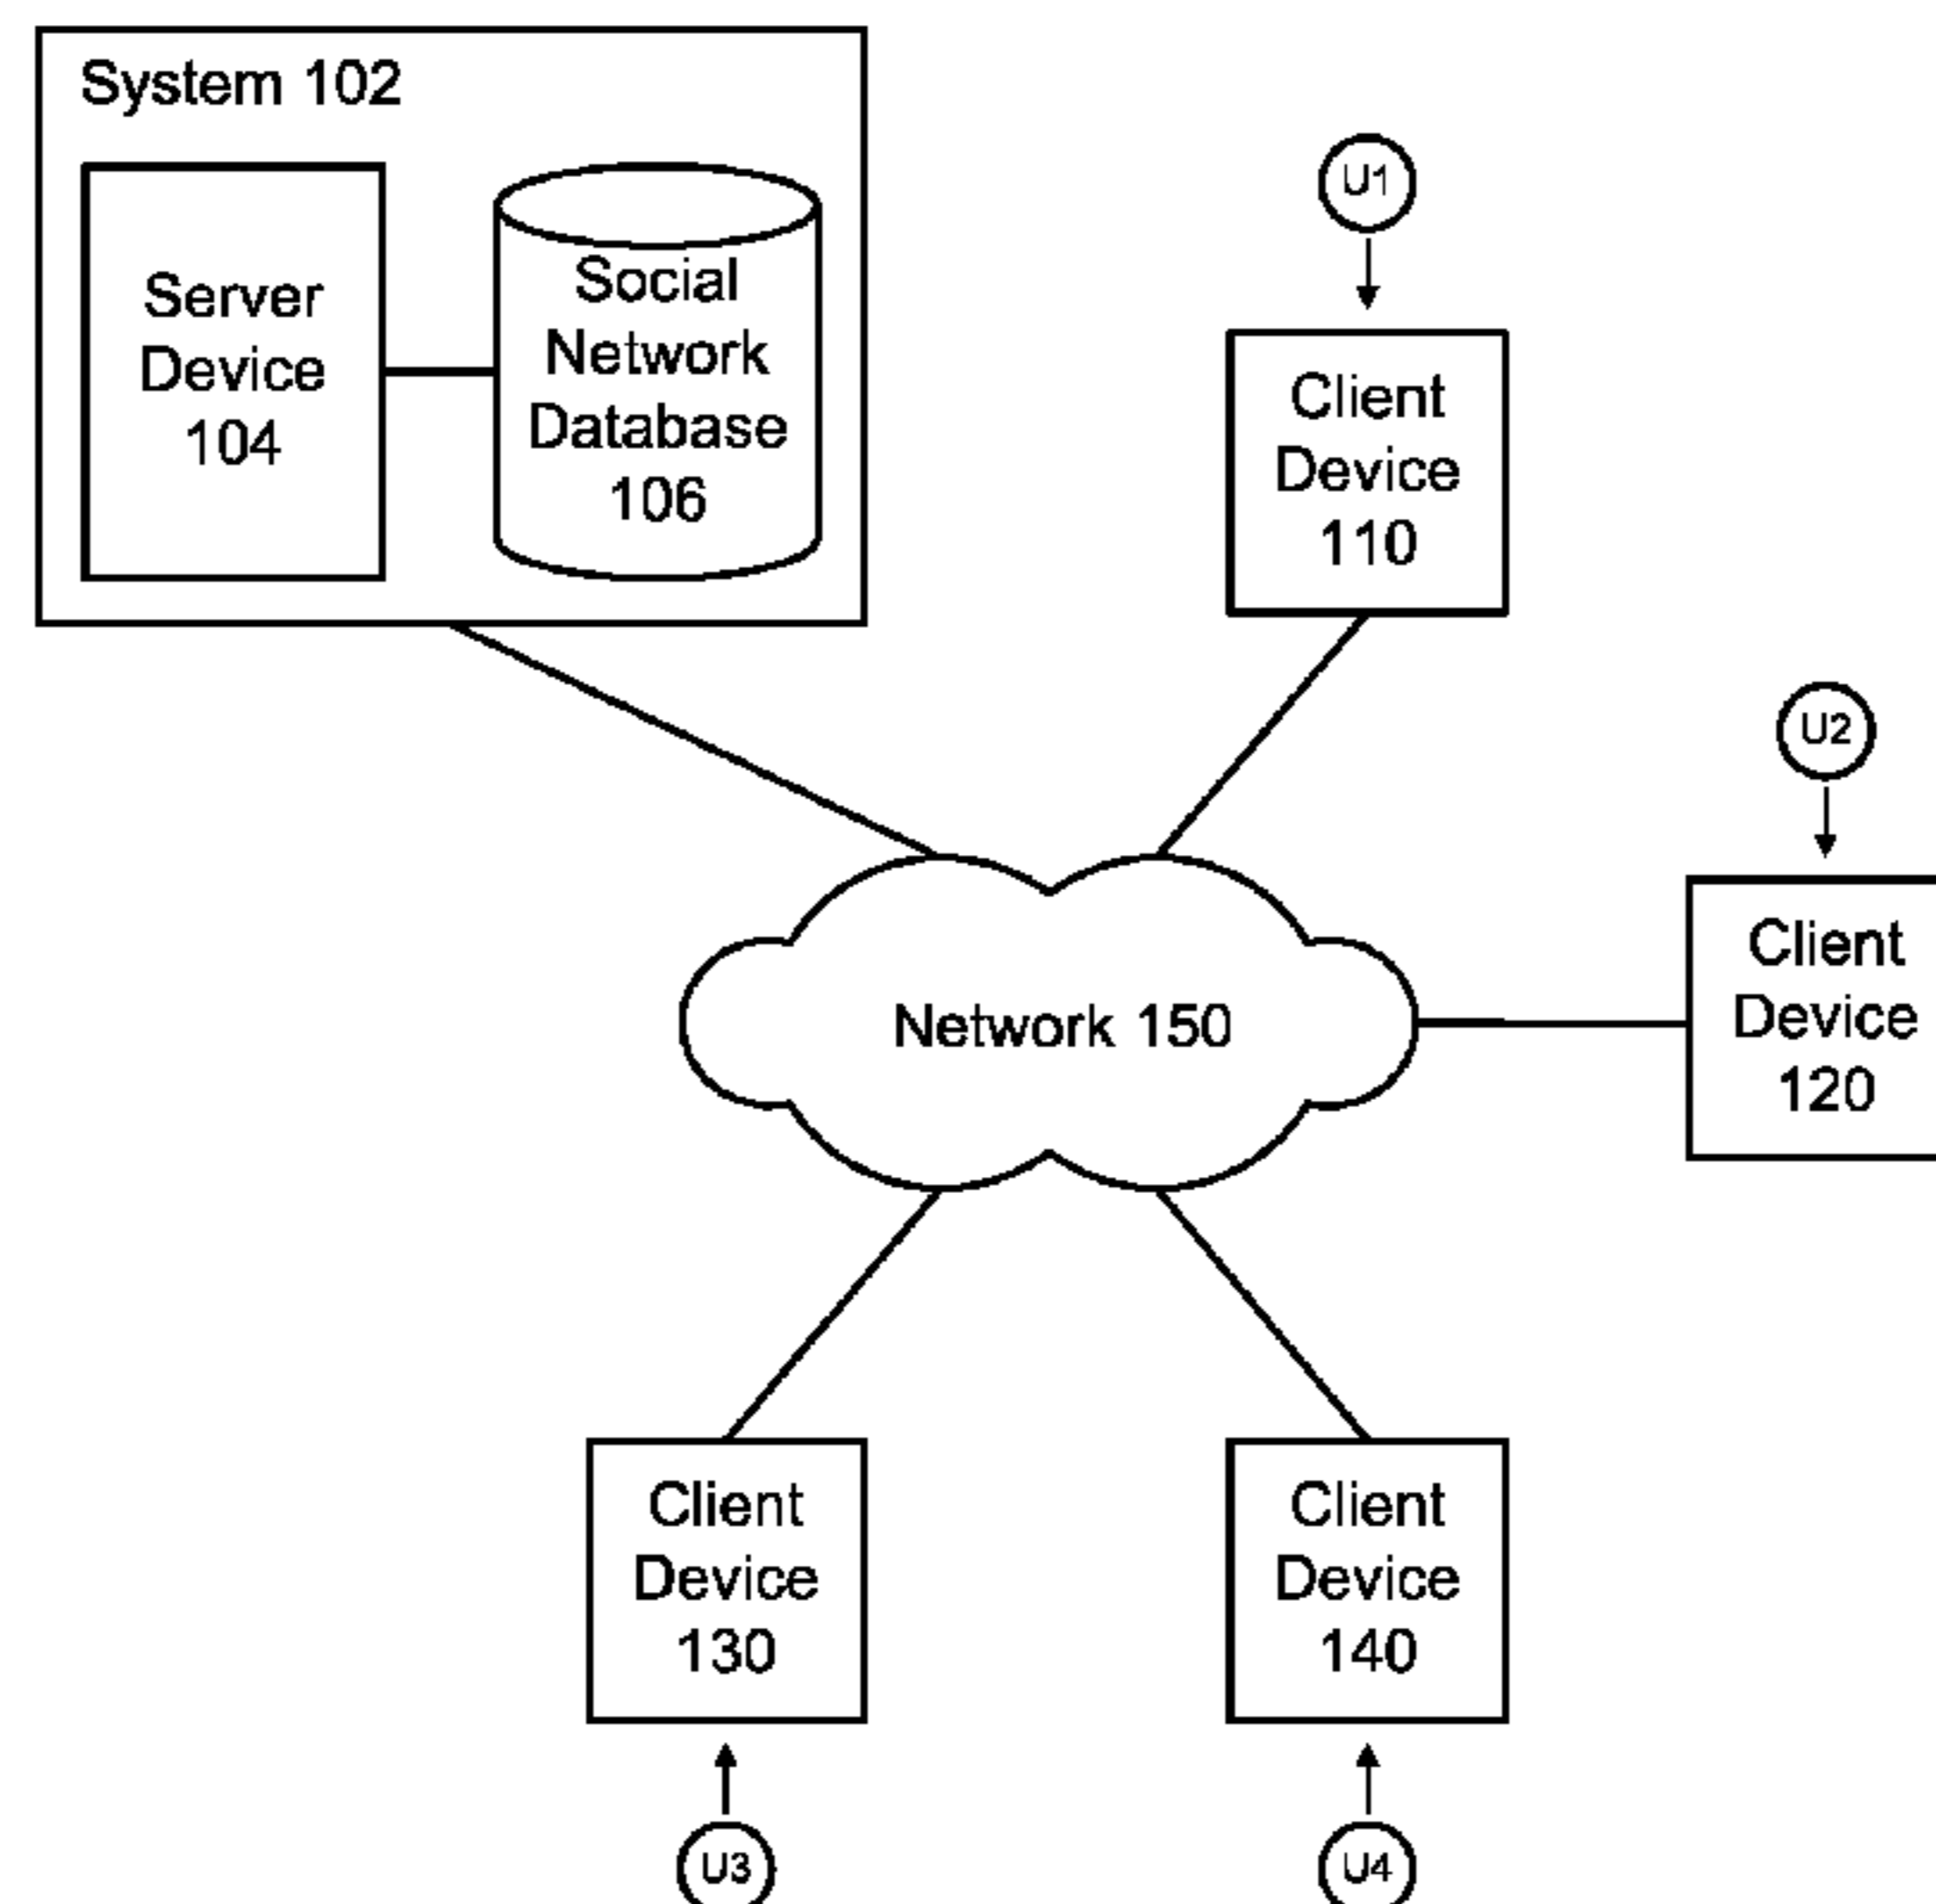 System 102
Server
Device
104
Social
Network
Database
106
U1
Client
Device
110
U2
Client
Device
120
Network 150
Client
Device
130
Client
Device
140
U3
U4